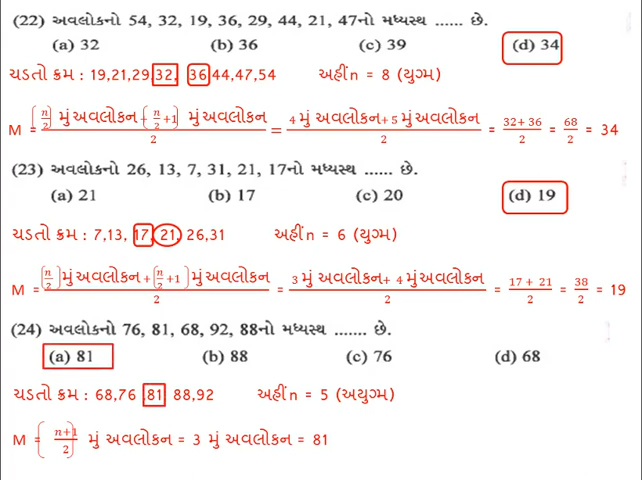 (22) અવલોકનો 54, 32, 19, 36, 29, 44, 21, 47નો મધ્યસ્થ ...... છે.
(a) 32 (b) 36 (c) 39 (d) 34
ચડતો ક્રમ : 19,21,29,32, 36,44,47,54 અહીં n = 8 (યુગ્મ)
M = (n/2) મું અવલોકન + (n/2 +1) મું અવલોકન / 2 = 4 મું અવલોકન+ 5 મું અવલોકન / 2 = 32+ 36 / 2 = 68 / 2 = 34
(23) અવલોકનો 26, 13, 7, 31, 21, 17નો મધ્યસ્થ ...... છે.
(a) 21 (b) 17 (c) 20 (d) 19
ચડતો ક્રમ : 7,13, 17, 21, 26,31 અહીં n = 6 (યુગ્મ)
M = (n/2) મું અવલોકન + (n/2 +1) મું અવલોકન / 2 = 3 મું અવલોકન+ 4 મું અવલોકન / 2 = 17 + 21 / 2 = 38 / 2 = 19
(24) અવલોકનો 76, 81, 68, 92, 88નો મધ્યસ્થ ....... છે.
(a) 81 (b) 88 (c) 76 (d) 68
ચડતો ક્રમ : 68,76 ,81, 88,92 અહીં n = 5 (અયુગ્મ)
M = (n+1 / 2) મું અવલોકન = 3 મું અવલોકન = 81